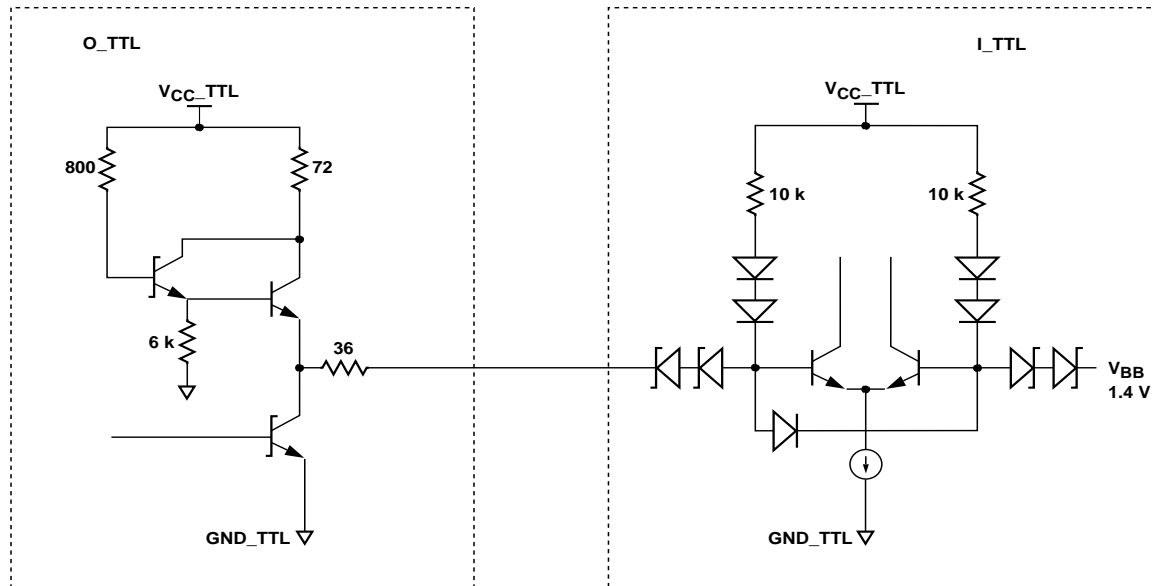 O_TTL
I_TTL
VCC_TTL
VCC_TTL
800
72
10 k
10 k
6 k
36
VBB
1.4 V
GND_TTL
GND_TTL